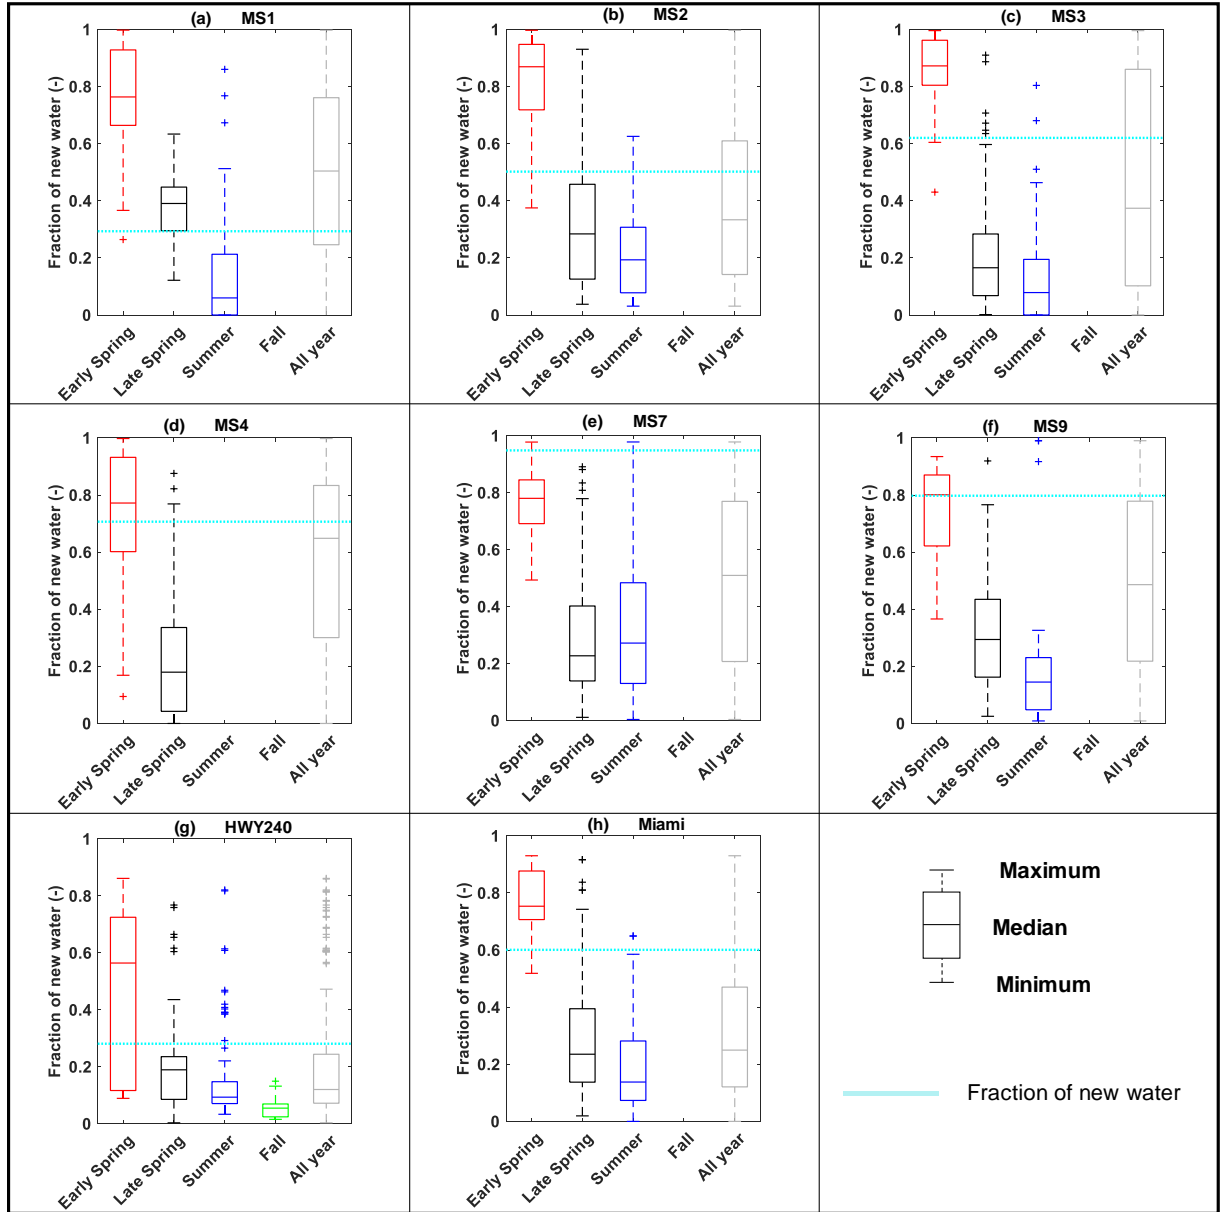 (a) MS1
Fraction of new water (-)
1
0.8
0.6
0.4
0.2
0
Early Spring
Late Spring
Summer
Fall
All year
(b) MS2
Fraction of new water (-)
1
0.8
0.6
0.4
0.2
0
Early Spring
Late Spring
Summer
Fall
All year
(c) MS3
Fraction of new water (-)
1
0.8
0.6
0.4
0.2
0
Early Spring
Late Spring
Summer
Fall
All year
(d) MS4
Fraction of new water (-)
1
0.8
0.6
0.4
0.2
0
Early Spring
Late Spring
Summer
Fall
All year
(e) MS7
Fraction of new water (-)
1
0.8
0.6
0.4
0.2
0
Early Spring
Late Spring
Summer
Fall
All year
(f) MS9
Fraction of new water (-)
1
0.8
0.6
0.4
0.2
0
Early Spring
Late Spring
Summer
Fall
All year
(g) HWY240
Fraction of new water (-)
1
0.8
0.6
0.4
0.2
0
Early Spring
Late Spring
Summer
Fall
All year
(h) Miami
Fraction of new water (-)
1
0.8
0.6
0.4
0.2
0
Early Spring
Late Spring
Summer
Fall
All year
Maximum
Median
Minimum
Fraction of new water